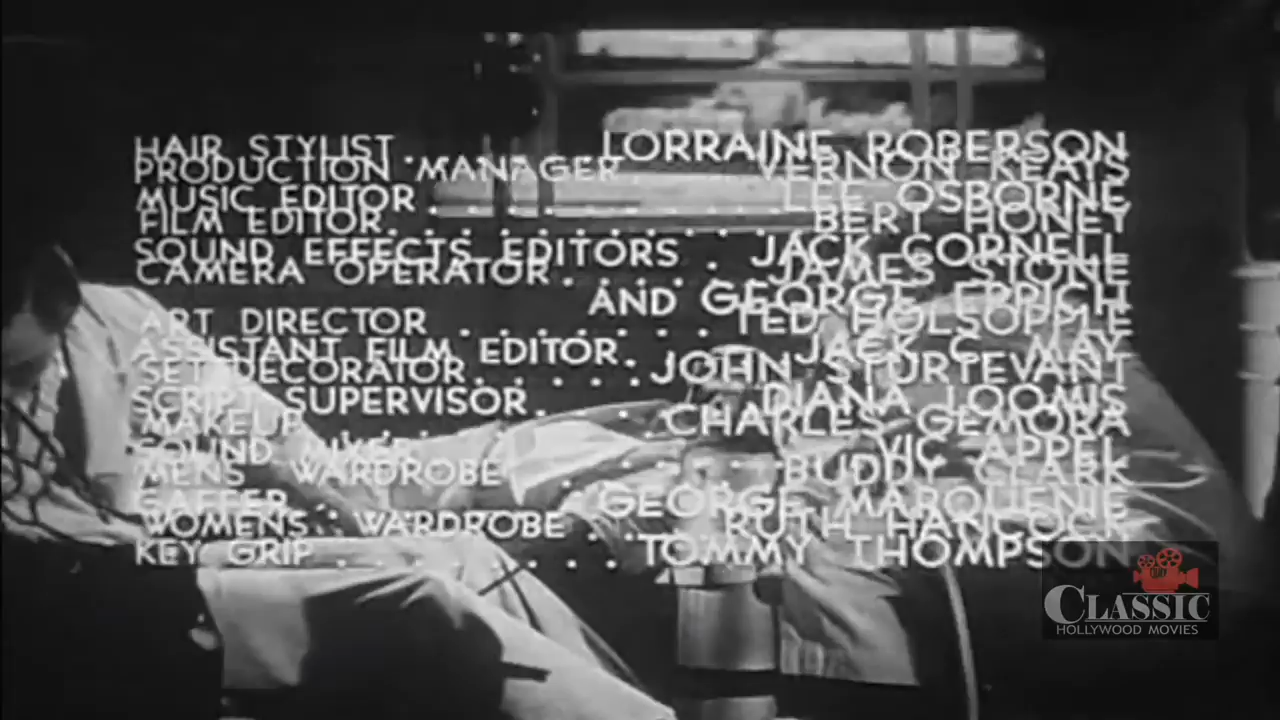 HAIR STYLIST . . . . . . LORRAINE ROBERSON
PRODUCTION MANAGER . . . . . VERNON KEAYS
MUSIC EDITOR . . . . . . . . LEE OSBORNE
FILM EDITOR. . . . . . . . . . . . BERT HONEY
SOUND EFFECTS EDITORS . JACK CORNELL
CAMERA OPERATOR . . . . . . JAMES STONE
AND GEORGE EPPICH
ART DIRECTOR . . . . . . . TED HOLSOPPLE
ASSISTANT FILM EDITOR. . . . JACK C. MAY
SET DECORATOR. . . . . . JOHN STURTEVANT
SCRIPT SUPERVISOR. . . . . DIANA LOOMIS
MAKEUP . . . . . . . . CHARLES GEMORA
SOUND MIXER . . . . . . . . VIC APPEL
MENS WARDROBE . . . . . . BUDDY CLARK
GAFFER . . . . . . . GEORGE MARQUENIE
WOMENS WARDROBE . . . . RUTH HANCOCK
KEY GRIP . . . . . . . . . TOMMY THOMPSON
CLASSIC
HOLLYWOOD MOVIES